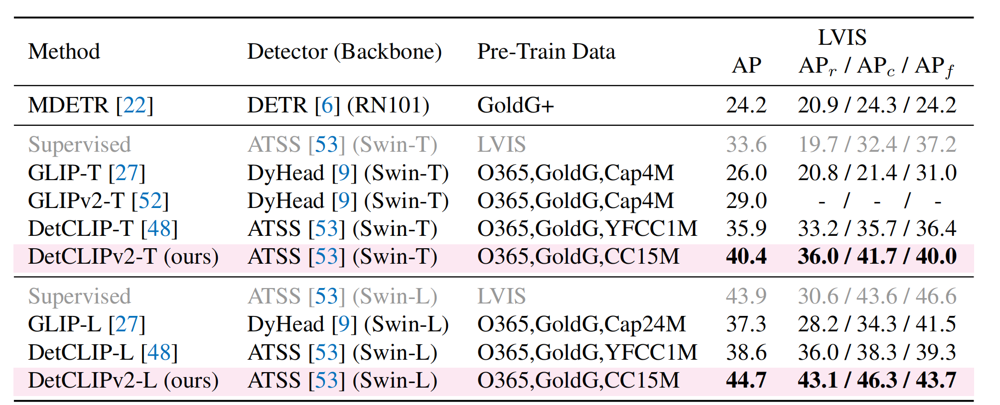 Method Detector (Backbone) Pre-Train Data LVIS
AP APr / APc / APf
MDETR [22] DETR [6] (RN101) GoldG+ 24.2 20.9 / 24.3 / 24.2
Supervised ATSS [53] (Swin-T) LVIS 33.6 19.7 / 32.4 / 37.2
GLIP-T [27] DyHead [9] (Swin-T) O365,GoldG,Cap4M 26.0 20.8 / 21.4 / 31.0
GLIPv2-T [52] DyHead [9] (Swin-T) O365,GoldG,Cap4M 29.0 - / - / -
DetCLIP-T [48] ATSS [53] (Swin-T) O365,GoldG,YFCC1M 35.9 33.2 / 35.7 / 36.4
DetCLIPv2-T (ours) ATSS [53] (Swin-T) O365,GoldG,CC15M 40.4 36.0 / 41.7 / 40.0
Supervised ATSS [53] (Swin-L) LVIS 43.9 30.6 / 43.6 / 46.6
GLIP-L [27] DyHead [9] (Swin-L) O365,GoldG,Cap24M 37.3 28.2 / 34.3 / 41.5
DetCLIP-L [48] ATSS [53] (Swin-L) O365,GoldG,YFCC1M 38.6 36.0 / 38.3 / 39.3
DetCLIPv2-L (ours) ATSS [53] (Swin-L) O365,GoldG,CC15M 44.7 43.1 / 46.3 / 43.7